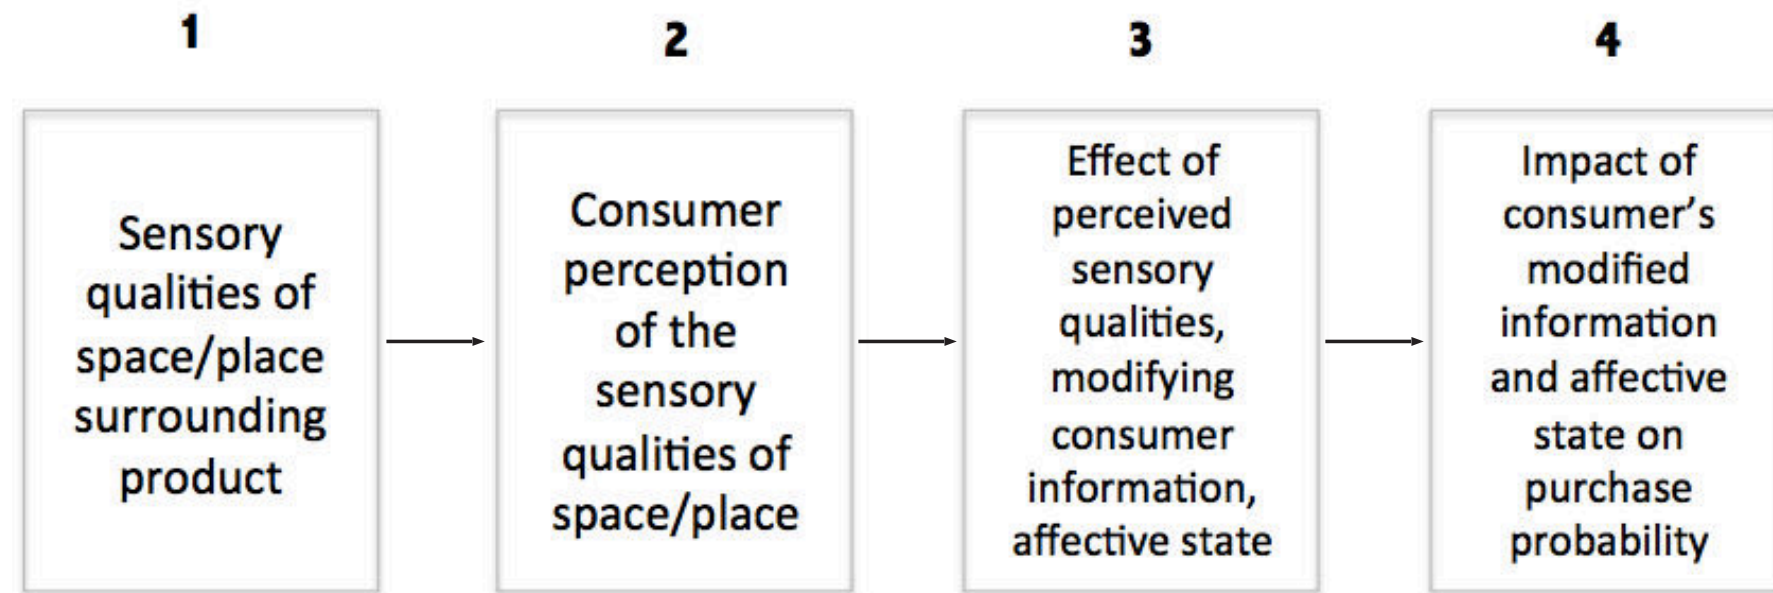 1
Sensory
qualities of
space/place
surrounding
product
2
Consumer
perception
of the
sensory
qualities of
space/place
3
Effect of
perceived
sensory
qualities,
modifying
consumer
information,
affective state
4
Impact of
consumer’s
modified
information
and affective
state on
purchase
probability